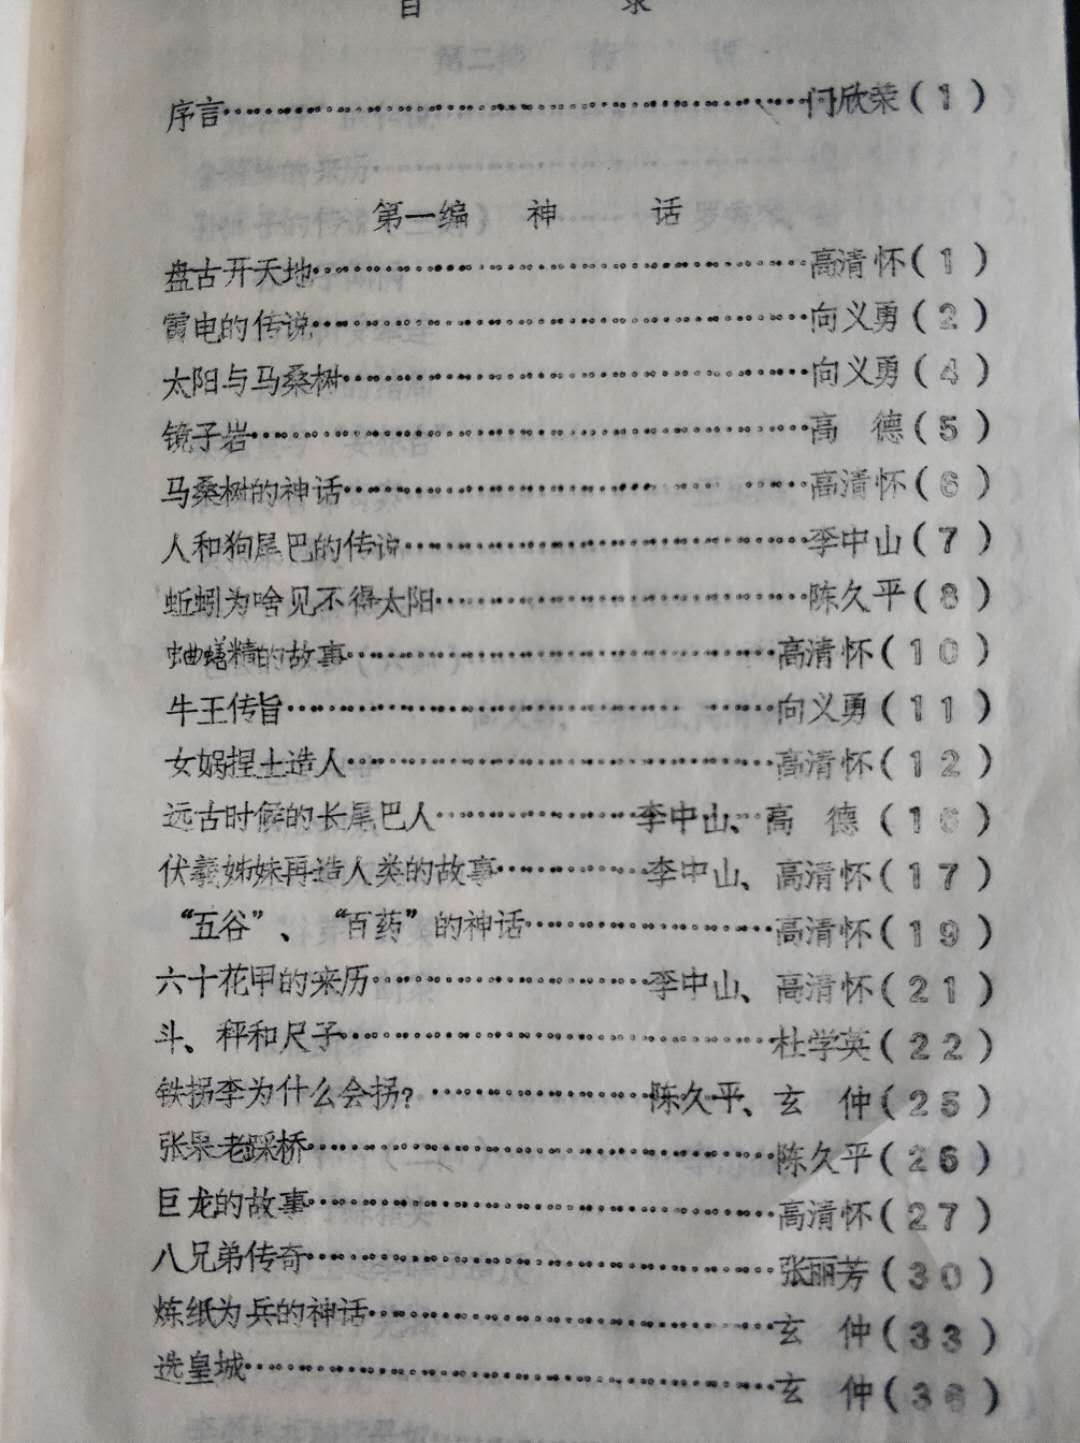 目 录
序言……………………………………闫欣荣(1)
第一编 神 话
盘古开天地……………………………高清怀(1)
雷电的传说……………………………向义勇(2)
太阳与马桑树…………………………向义勇(4)
镜子岩…………………………………高 德(5)
马桑树的神话…………………………高清怀(6)
人和狗尾巴的传说……………………李中山(7)
蚯蚓为啥见不得太阳…………………陈久平(8)
蛐蟮精的故事…………………………高清怀(10)
牛王传旨………………………………向义勇(11)
女娲捏土造人…………………………高清怀(12)
远古时候的长尾巴人…………李中山、高 德(16)
伏羲姊妹再造人类的故事………李中山、高清怀(17)
“五谷”、“百药”的神话………………高清怀(19)
六十花甲的来历………………李中山、高清怀(21)
斗、秤和尺子…………………………杜学英(22)
铁拐李为什么会拐?……………陈久平、玄 仲(25)
张杲老踩桥……………………………陈久平(26)
巨龙的故事……………………………高清怀(27)
八兄弟传奇……………………………张丽芳(30)
炼纸为兵的神话………………………玄 仲(33)
选皇城…………………………………玄 仲(36)